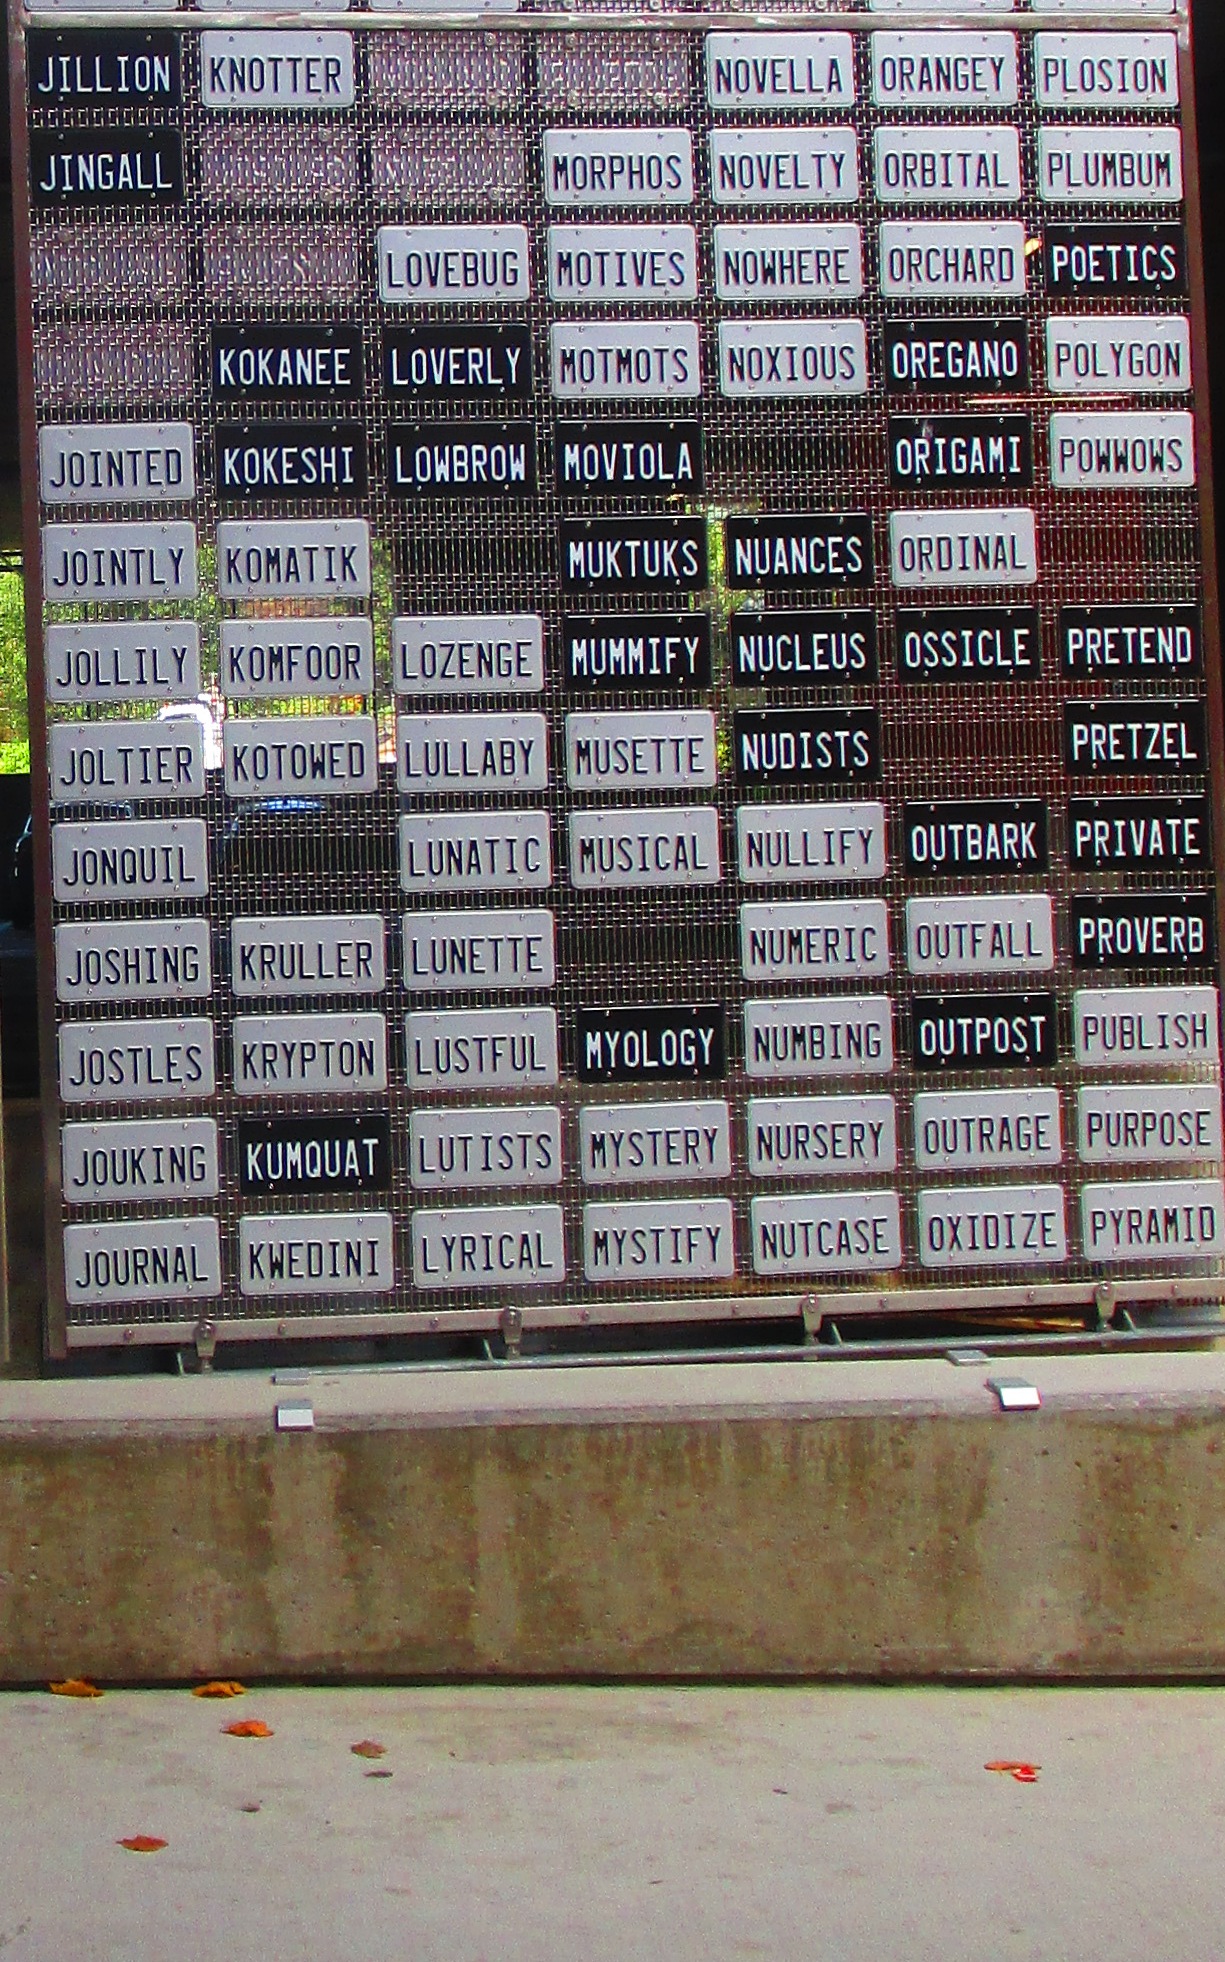 JILLION KNOTTER NOVELLA ORANGEY PLOSION
JINGALL MORPHOS NOVELTY ORBITAL PLUMBUM
LOVEBUG MOTIVES NOWHERE ORCHARD POETICS
KOKANEE LOVERLY MOTMOTS NOXIOUS OREGANO POLYGON
JOINTED KOKESHI LOWBROW MOVIOLA ORIGAMI POWWOWS
JOINTLY KOMATIK MUKTUKS NUANCES ORDINAL
JOLLILY KOMFOOR LOZENGE MUMMIFY NUCLEUS OSSICLE PRETEND
JOLTIER KOTOWED LULLABY MUSETTE NUDISTS PRETZEL
JONQUIL LUNATIC MUSICAL NULLIFY OUTBARK PRIVATE
JOSHING KRULLER LUNETTE NUMERIC OUTFALL PROVERB
JOSTLES KRYPTON LUSTFUL MYOLOGY NUMBING OUTPOST PUBLISH
JOUKING KUMQUAT LUTISTS MYSTERY NURSERY OUTRAGE PURPOSE
JOURNAL KWEDINI LYRICAL MYSTIFY NUTCASE OXIDIZE PYRAMID